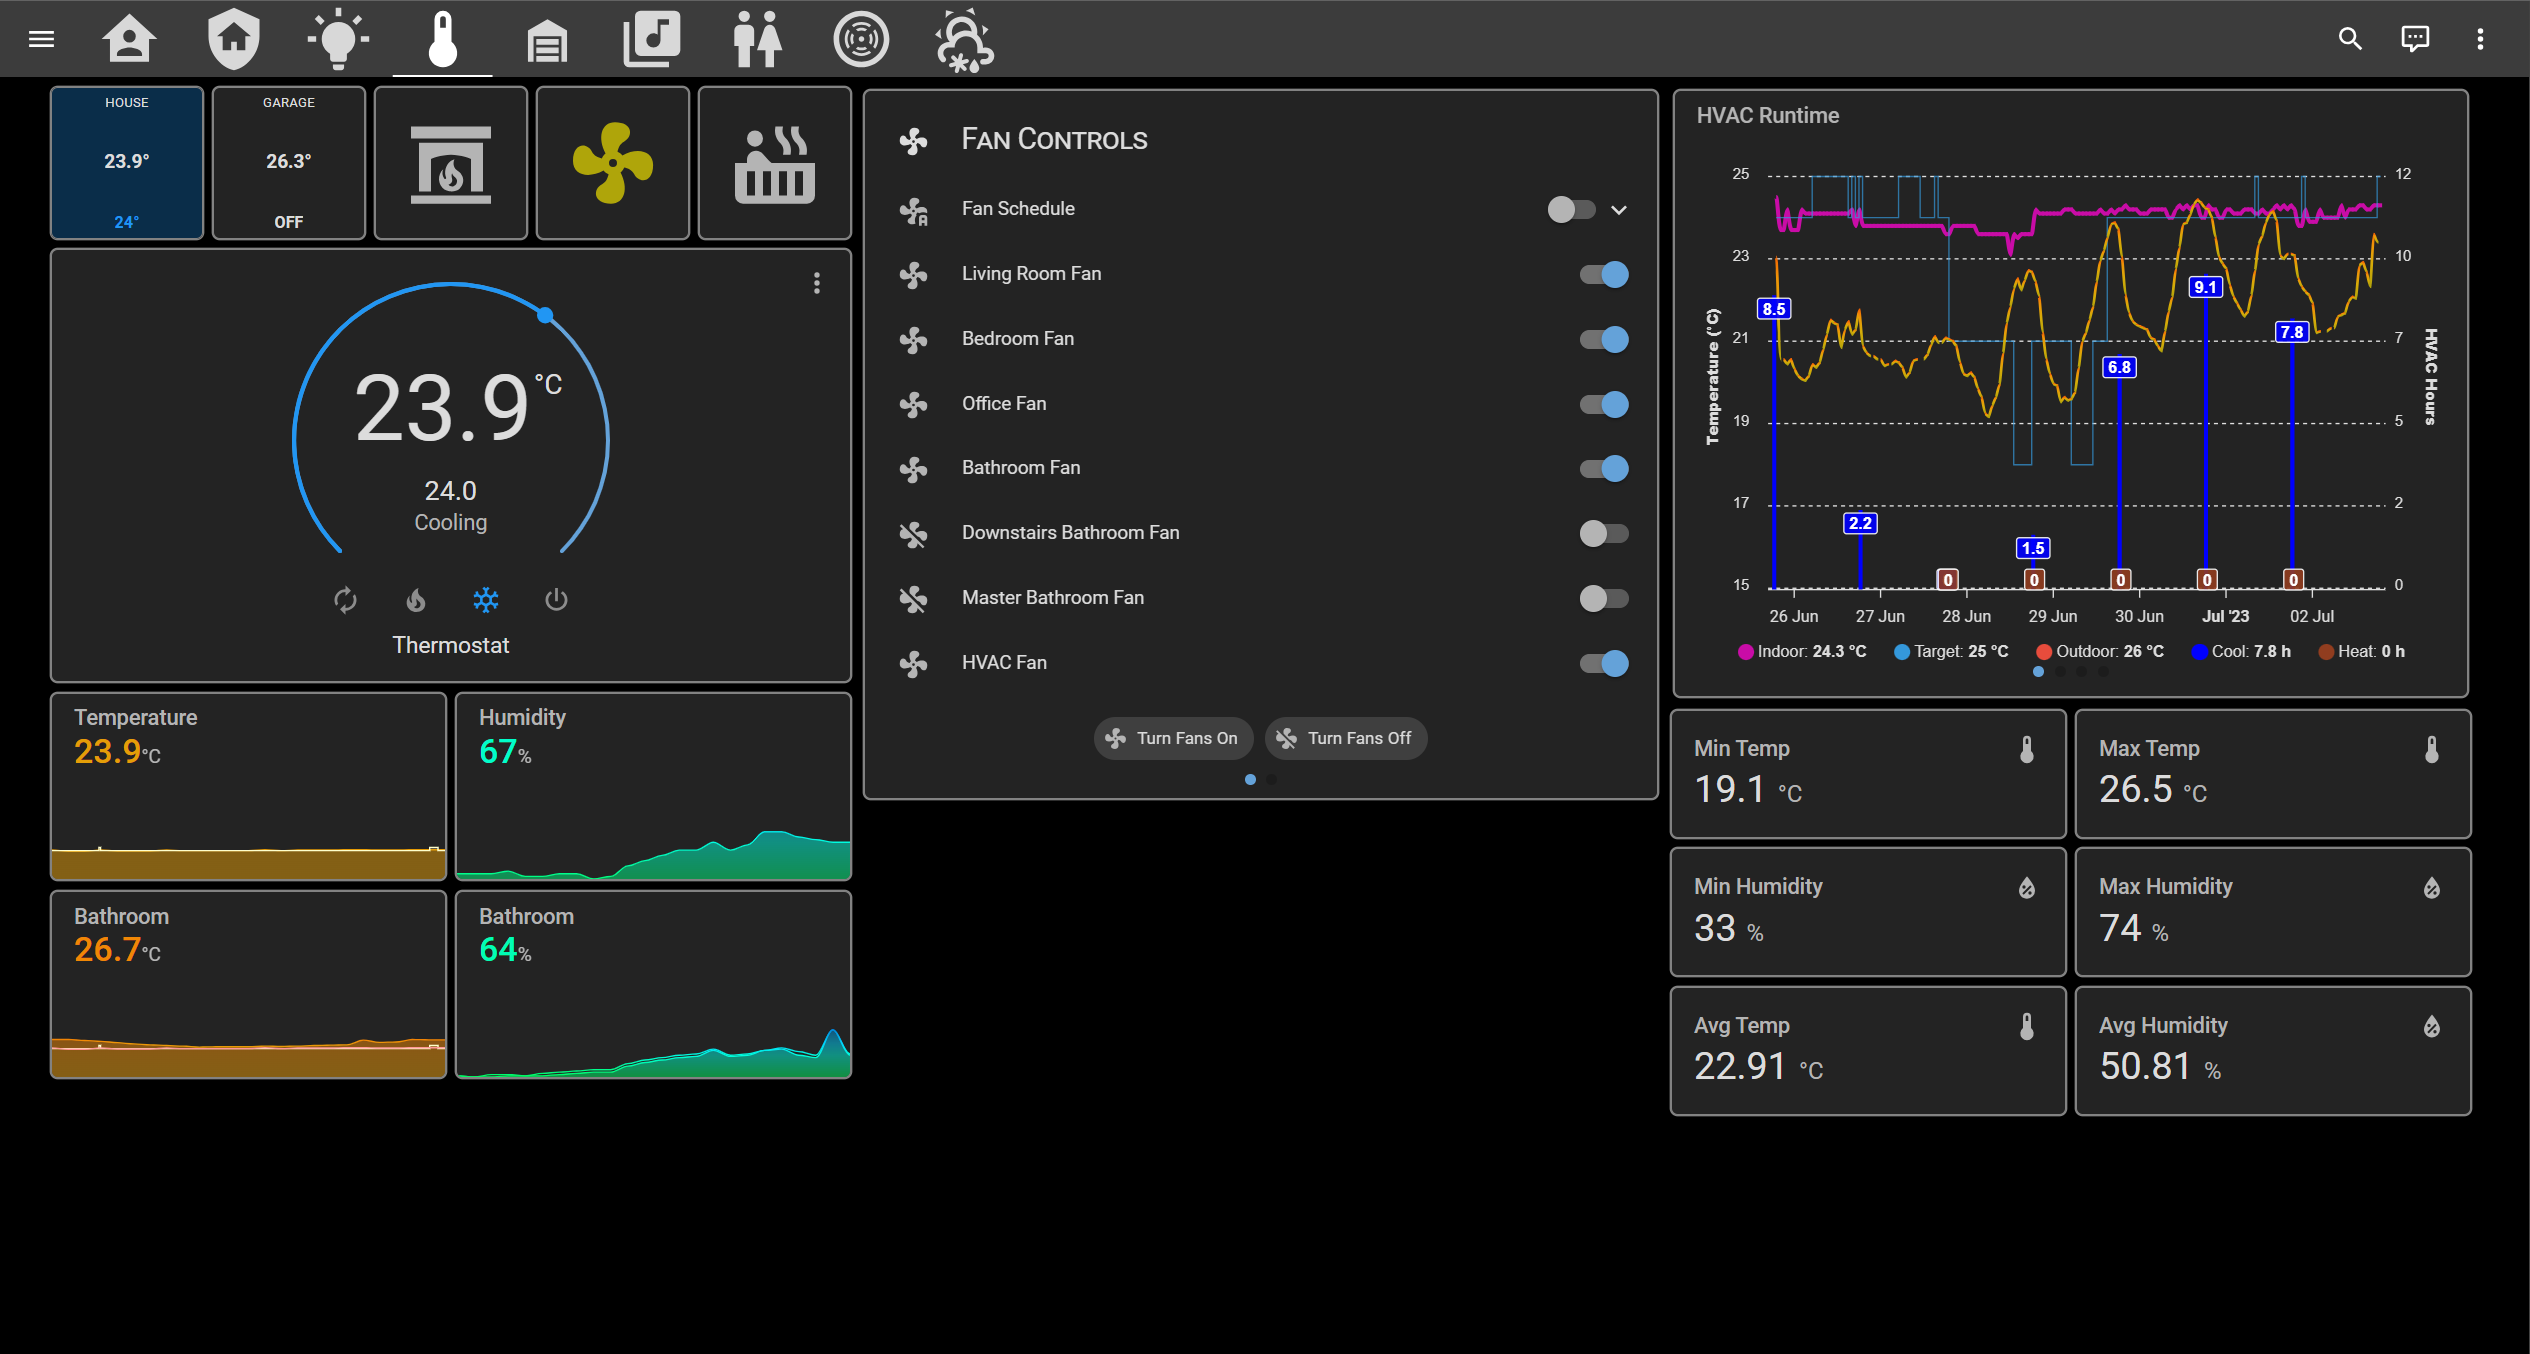 HOUSE
23.9°
24°
GARAGE
26.3°
OFF
23.9 °C
24.0
Cooling
Thermostat
Temperature
23.9°C
Humidity
67%
Bathroom
26.7°C
Bathroom
64%
FAN CONTROLS
A
Fan Schedule
Living Room Fan
Bedroom Fan
Office Fan
Bathroom Fan
Downstairs Bathroom Fan
Master Bathroom Fan
HVAC Fan
Turn Fans On
Turn Fans Off
HVAC Runtime
Temperature (°C)
25
23
21
19
17
15
12
10
7
5
2
0
HVAC Hours
8.5
2.2
0
1.5
0
6.8
0
9.1
0
7.8
0
26 Jun
27 Jun
28 Jun
29 Jun
30 Jun
Jul '23
02 Jul
Indoor: 24.3 °C
Target: 25 °C
Outdoor: 26 °C
Cool: 7.8 h
Heat: 0 h
Min Temp
19.1 °C
Max Temp
26.5 °C
Min Humidity
33 %
Max Humidity
74 %
Avg Temp
22.91 °C
Avg Humidity
50.81 %